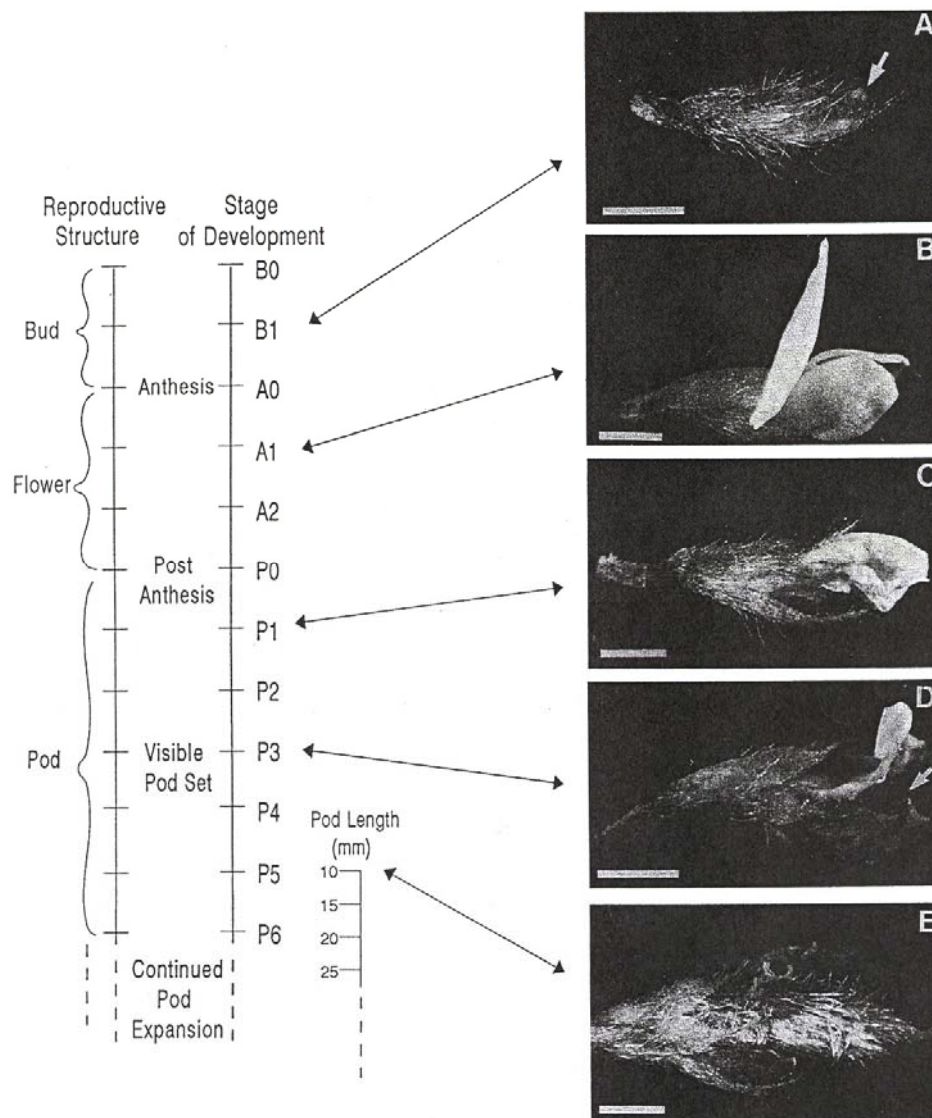 Reproductive
Structure
Stage
of Development
Bud
Flower
Pod
Anthesis
Post
Anthesis
Visible
Pod Set
Continued
Pod
Expansion
B0
B1
A0
A1
A2
P0
P1
P2
P3
P4
P5
P6
Pod Length
(mm)
10
15
20
25
A
B
C
D
E